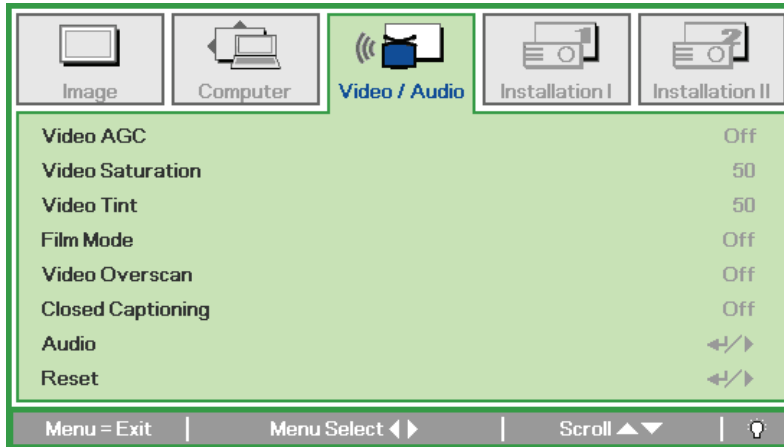 Image Computer Video / Audio Installation I Installation II
Video AGC Off
Video Saturation 50
Video Tint 50
Film Mode Off
Video Overscan Off
Closed Captioning Off
Audio ↵/▶
Reset ↵/▶
Menu = Exit | Menu Select ◀▶ | Scroll ▲▼ |